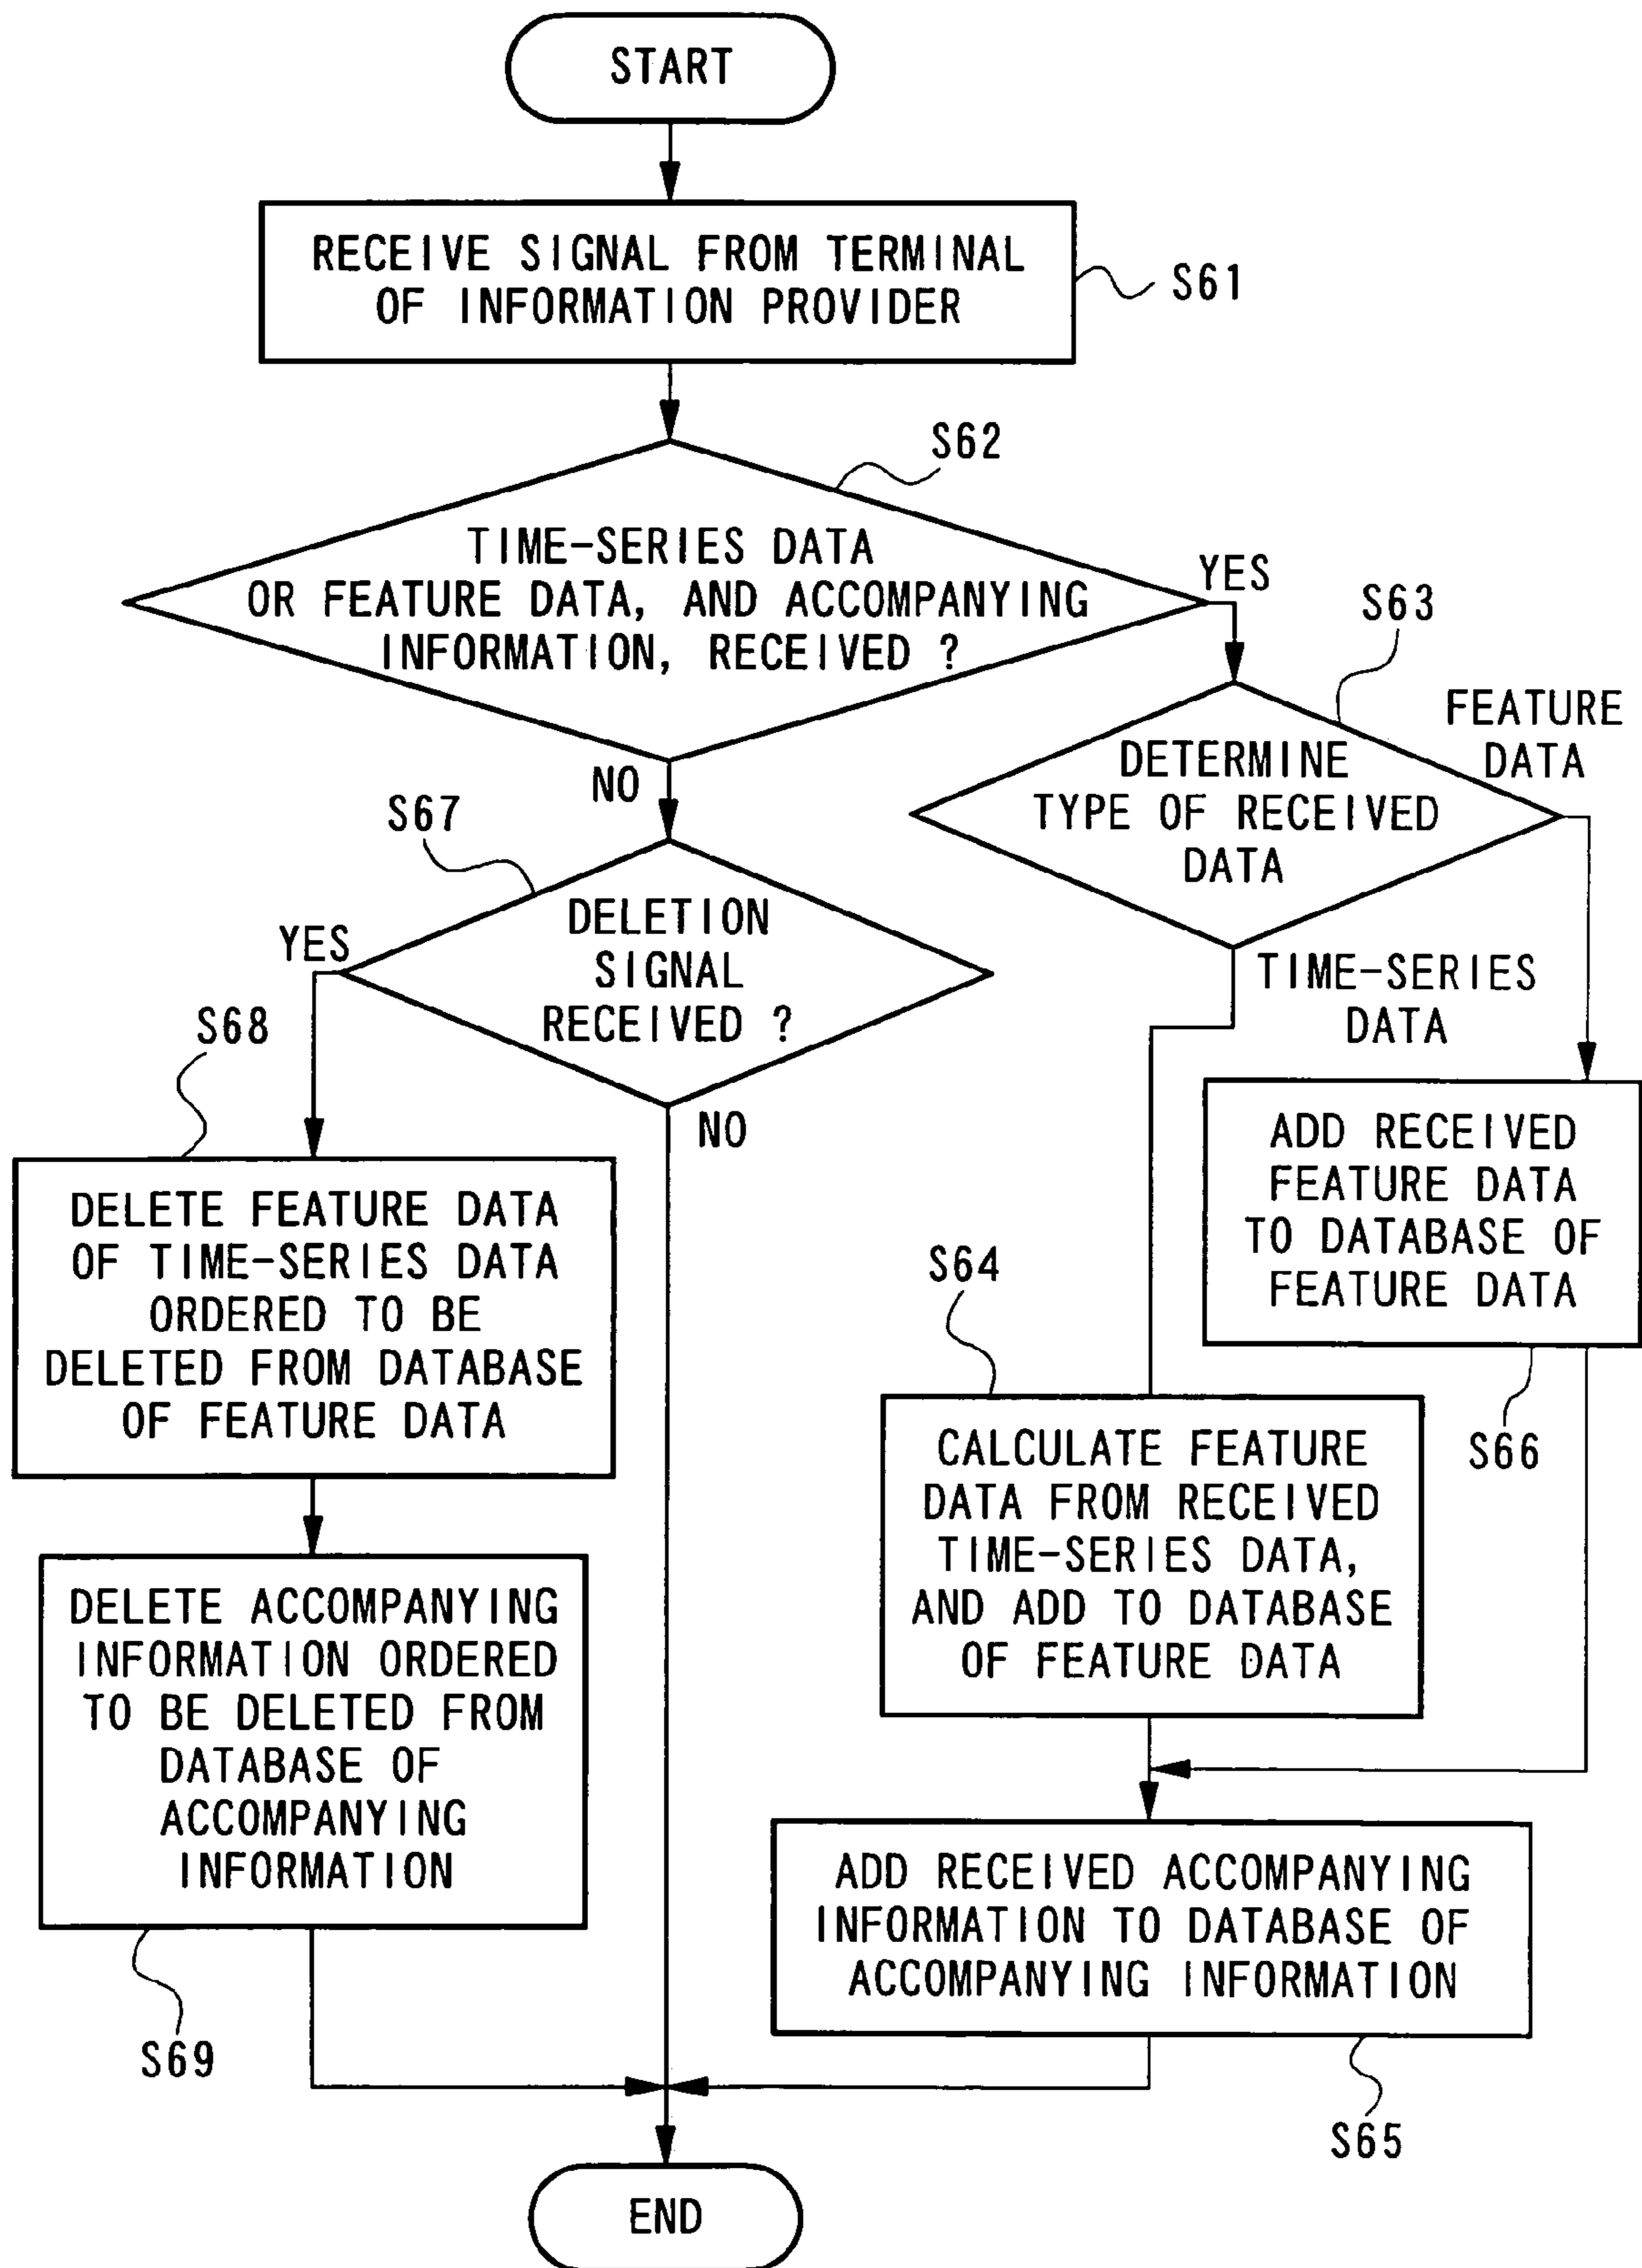 START
RECEIVE SIGNAL FROM TERMINAL
OF INFORMATION PROVIDER
S61
S62
TIME-SERIES DATA
OR FEATURE DATA, AND ACCOMPANYING
INFORMATION, RECEIVED ?
YES
S63
FEATURE
DATA
DETERMINE
TYPE OF RECEIVED
DATA
NO
S67
DELETION
SIGNAL
RECEIVED ?
YES
TIME-SERIES
DATA
S68
NO
DELETE FEATURE DATA
OF TIME-SERIES DATA
ORDERED TO BE
DELETED FROM DATABASE
OF FEATURE DATA
ADD RECEIVED
FEATURE DATA
TO DATABASE OF
FEATURE DATA
S64
S66
CALCULATE FEATURE
DATA FROM RECEIVED
TIME-SERIES DATA,
AND ADD TO DATABASE
OF FEATURE DATA
DELETE ACCOMPANYING
INFORMATION ORDERED
TO BE DELETED FROM
DATABASE OF
ACCOMPANYING
INFORMATION
ADD RECEIVED ACCOMPANYING
INFORMATION TO DATABASE OF
ACCOMPANYING INFORMATION
S69
S65
END